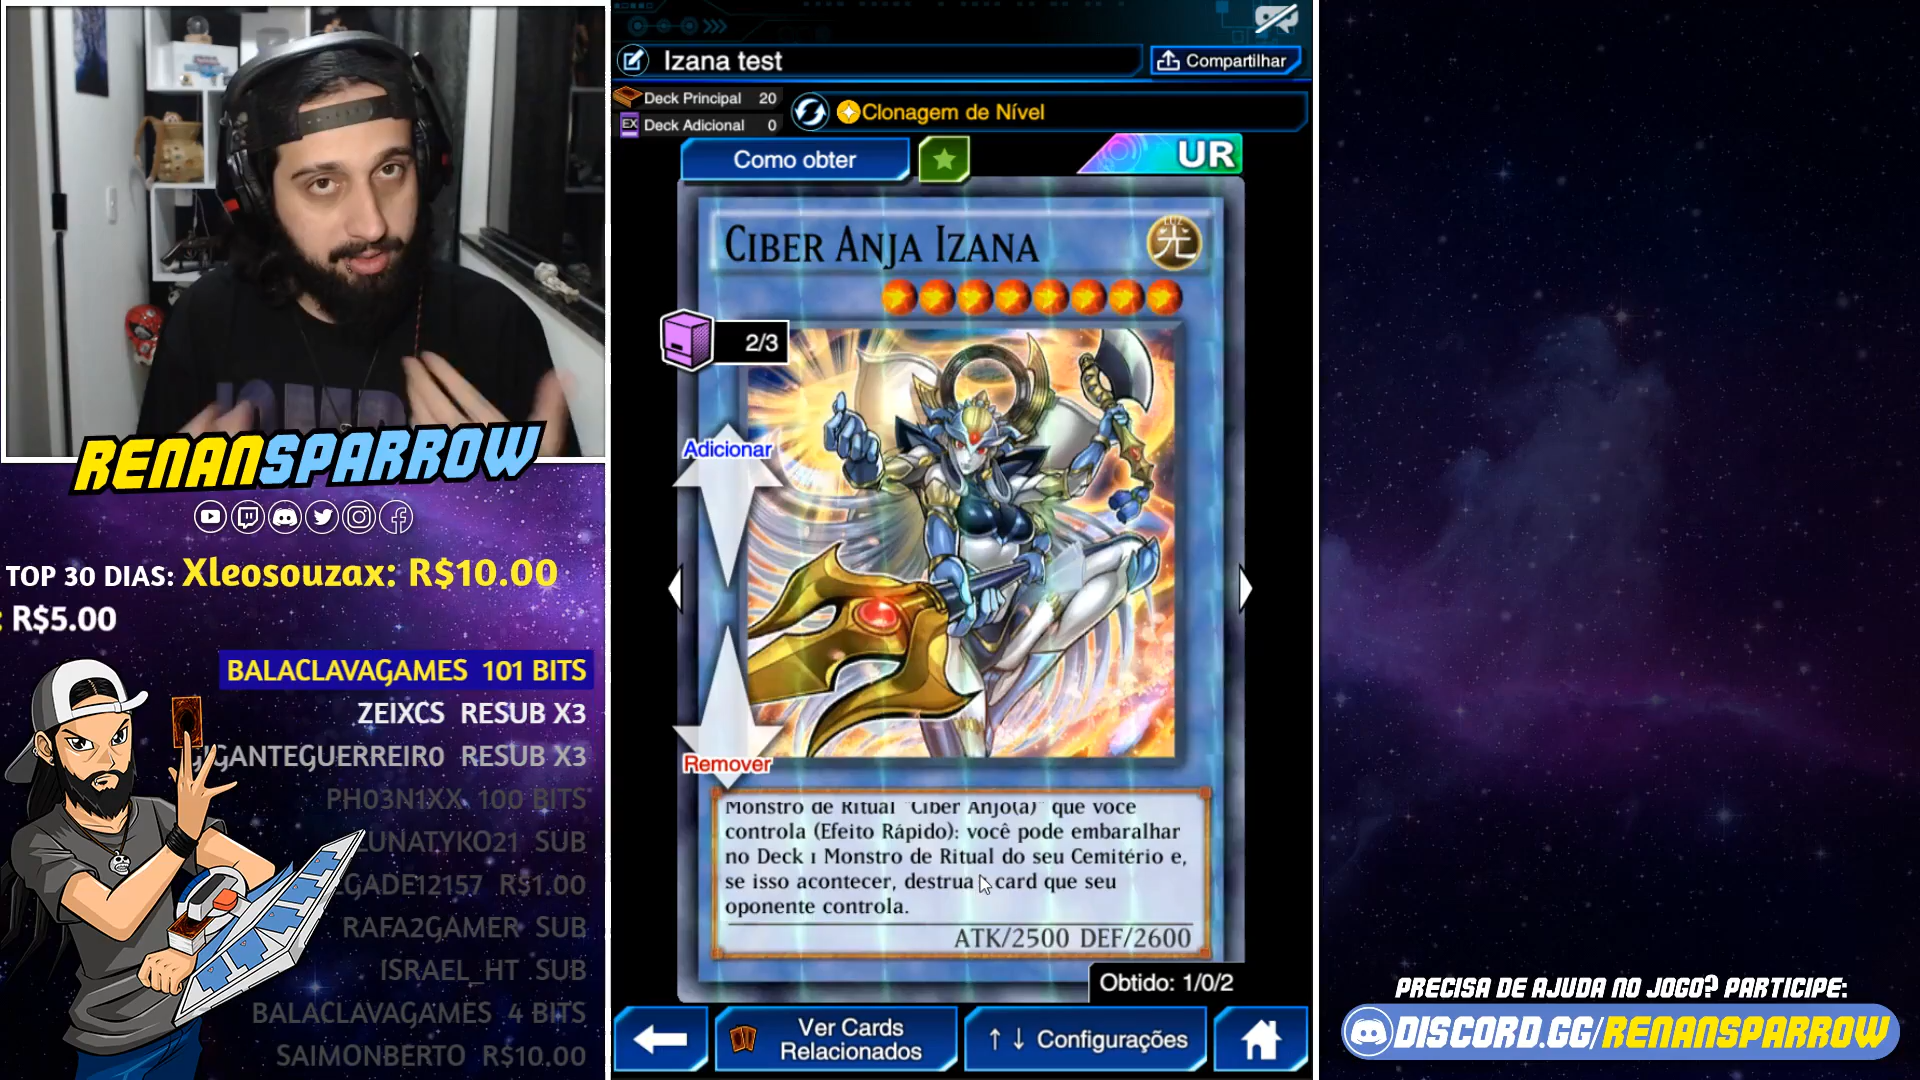 RENANSPARROW
TOP 30 DIAS: Xleosouzax: R$10.00
: R$5.00
BALACLAVAGAMES 101 BITS
ZEIXCS RESUB X3
GIGANTEGUERREIRO RESUB X3
PH03N1XX 100 BITS
LUNATYKO21 SUB
EGADE12157 R$1.00
RAFA2GAMER SUB
ISRAEL_HT SUB
BALACLAVAGAMES 4 BITS
SAIMONBERTO R$10.00
Izana test
Compartilhar
Deck Principal 20
EX Deck Adicional 0
Clonagem de Nível
Como obter
UR
CIBER ANJA IZANA
光
2/3
Adicionar
Remover
Monstro de Ritual "Ciber Anjo(a)" que você
controla (Efeito Rápido): você pode embaralhar
no Deck 1 Monstro de Ritual do seu Cemitério e,
se isso acontecer, destrua card que seu
oponente controla.
ATK/2500 DEF/2600
Obtido: 1/0/2
Ver Cards
Relacionados
↑ ↓ Configurações
PRECISA DE AJUDA NO JOGO? PARTICIPE:
DISCORD.GG/RENANSPARROW